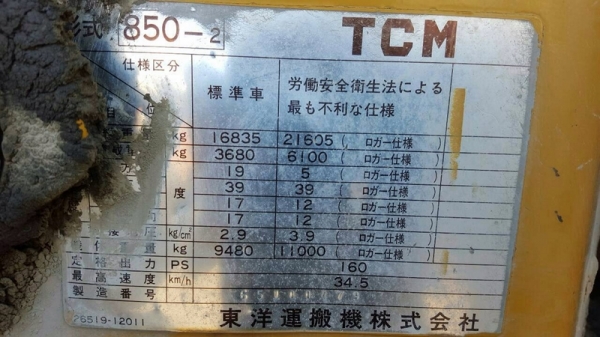 形式 850-2 TCM
仕様区分 標準車 労働安全衛生法による
最も不利な仕様
位
kg 16835 21605 (ロガー仕様)
kg 3680 6100 (ロガー仕様)
19 5 (ロガー仕様)
度 39 39 (ロガー仕様)
17 12 (ロガー仕様)
17 12 (ロガー仕様)
圧 kg/cm² 2.9 3.9 (ロガー仕様)
重量 kg 9480 11000 (ロガー仕様)
定格出力 PS 160
最高速度 km/h 34.5
製造番号
26519-12011 東洋運搬機株式会社